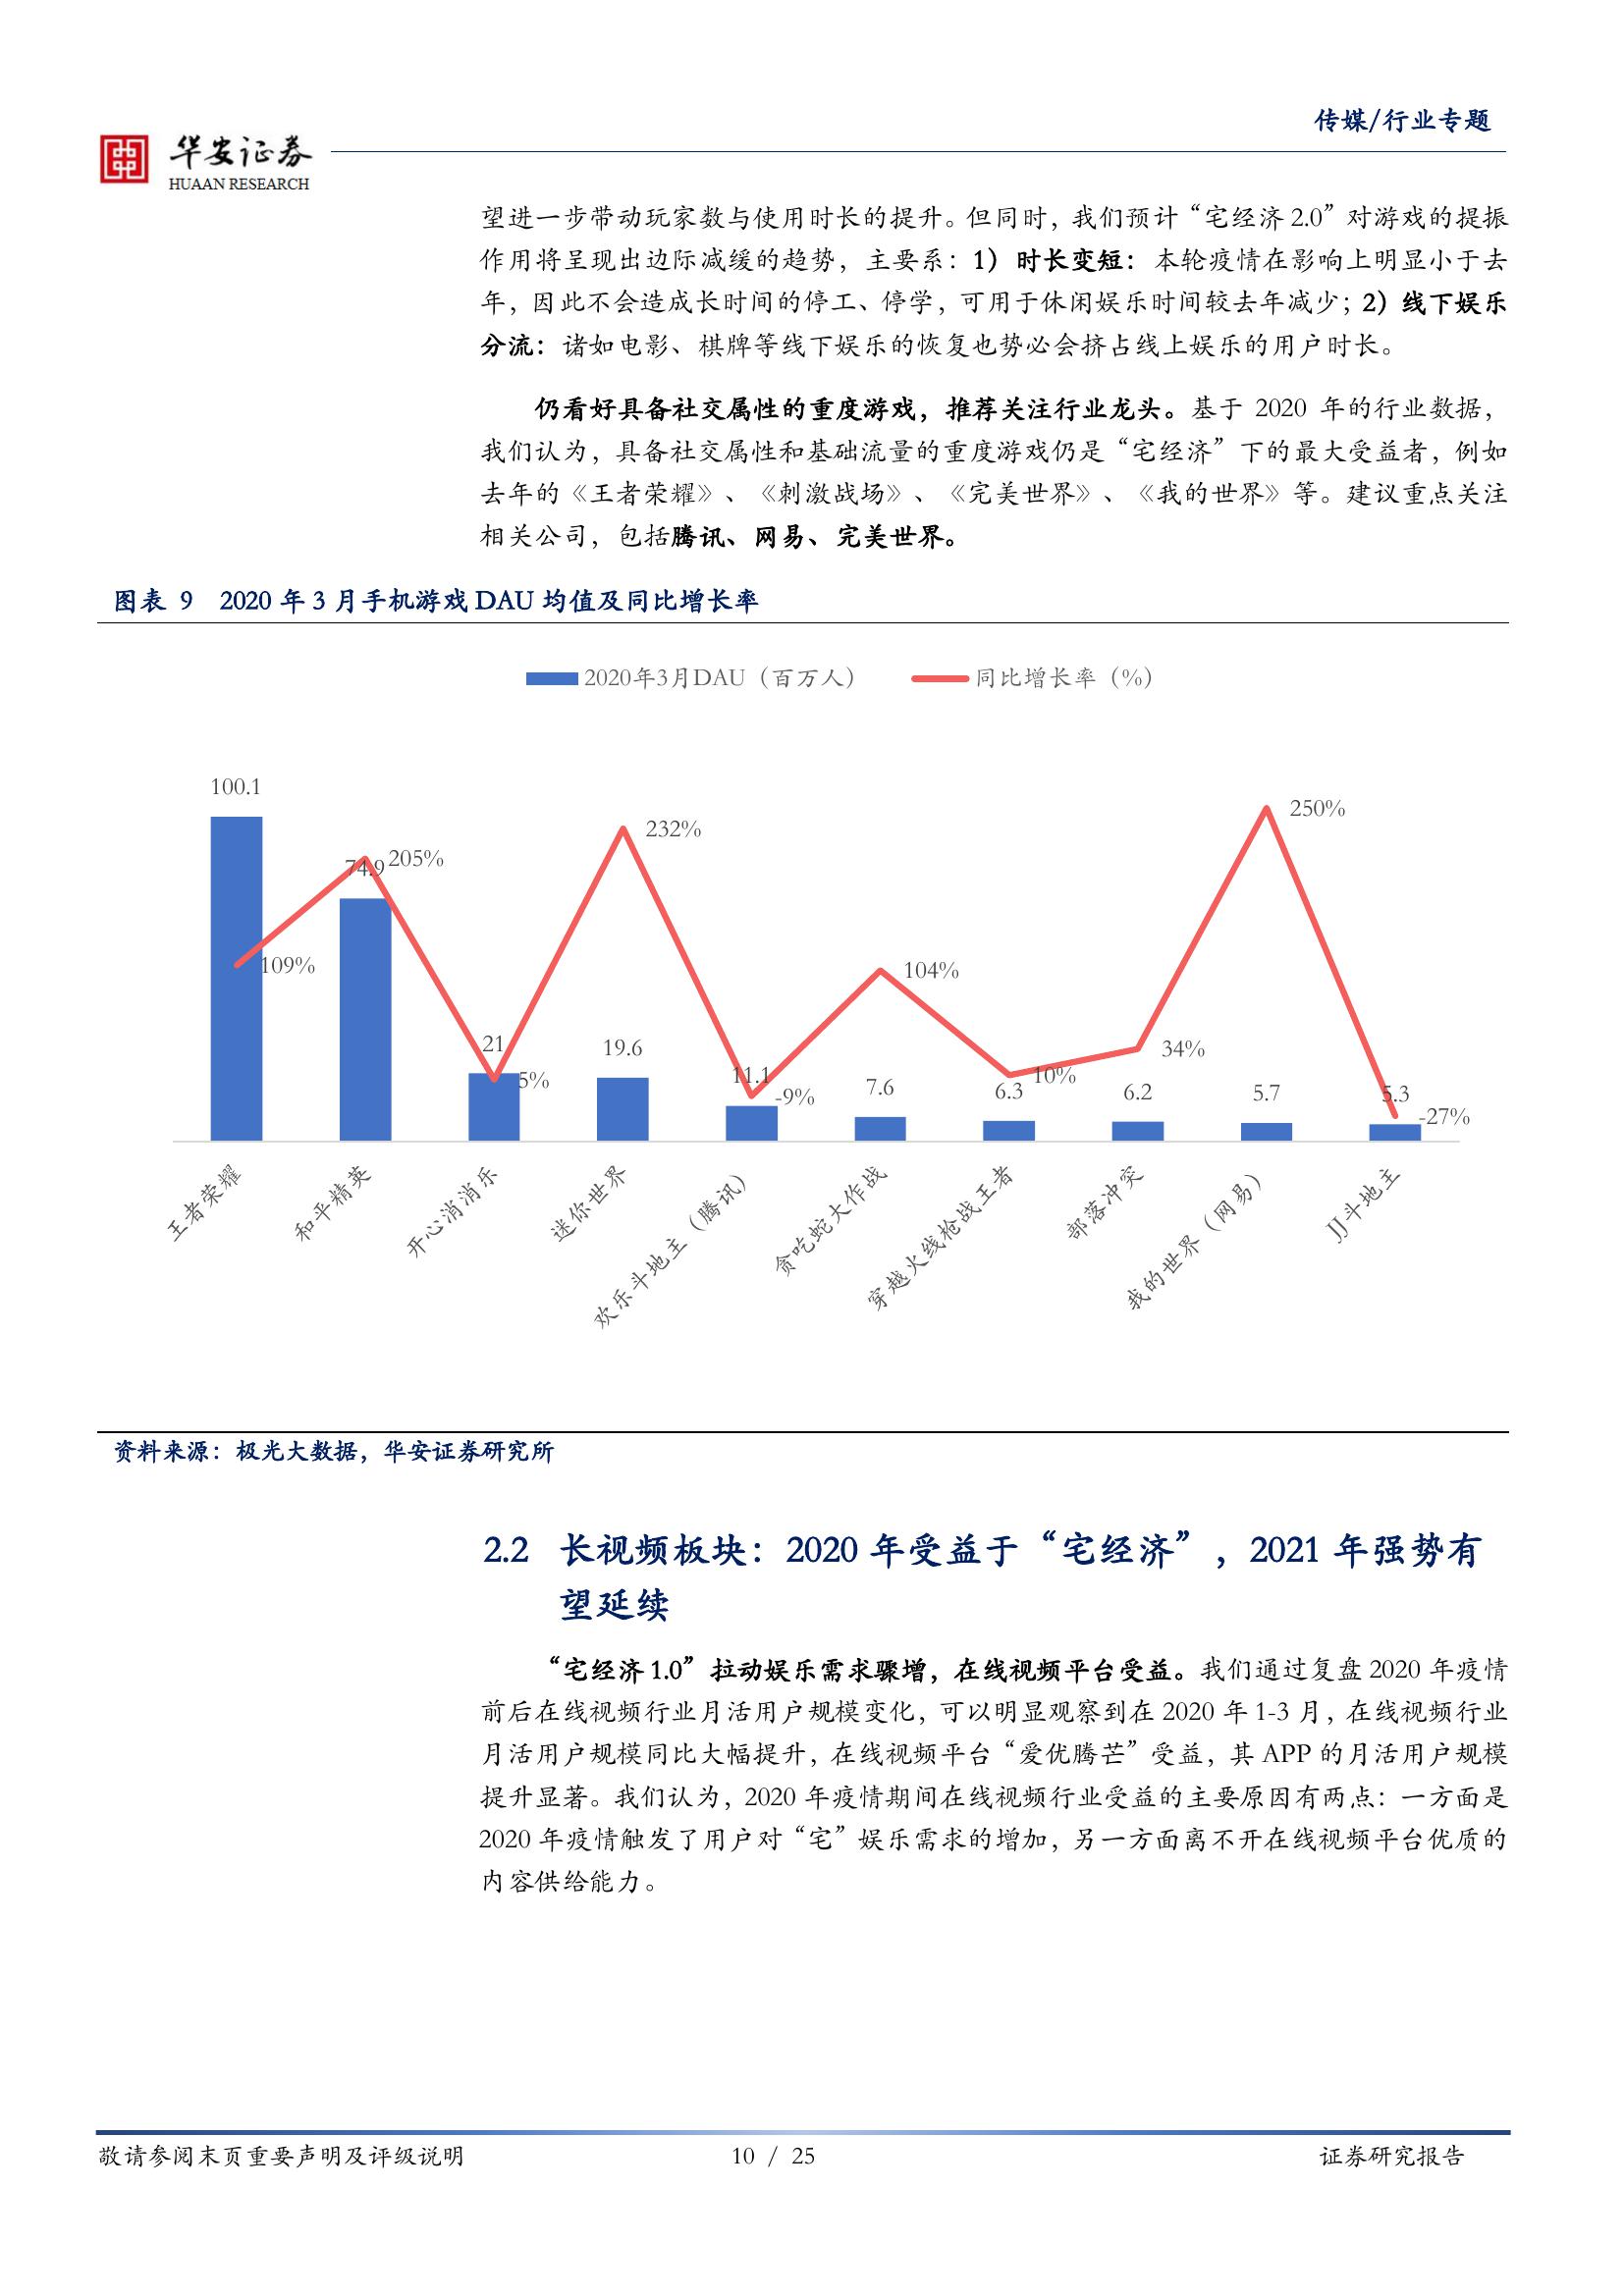 传媒/行业专题
华安证券
HUAAN RESEARCH
望进一步带动玩家数与使用时长的提升。但同时，我们预计“宅经济 2.0”对游戏的提振
作用将呈现出边际减缓的趋势，主要系：1）时长变短：本轮疫情在影响上明显小于去
年，因此不会造成长时间的停工、停学，可用于休闲娱乐时间较去年减少；2）线下娱乐
分流：诸如电影、棋牌等线下娱乐的恢复也势必会挤占线上娱乐的用户时长。
仍看好具备社交属性的重度游戏，推荐关注行业龙头。基于 2020 年的行业数据，
我们认为，具备社交属性和基础流量的重度游戏仍是“宅经济”下的最大受益者，例如
去年的《王者荣耀》、《刺激战场》、《完美世界》、《我的世界》等。建议重点关注
相关公司，包括腾讯、网易、完美世界。
图表 9 2020 年 3 月手机游戏 DAU 均值及同比增长率
2020年3月DAU（百万人） 同比增长率（%）
100.1
109%
74.9
205%
21
5%
19.6
232%
11.1
-9%
7.6
104%
6.3
10%
6.2
34%
5.7
250%
5.3
-27%
王者荣耀
和平精英
开心消消乐
迷你世界
欢乐斗地主（腾讯）
贪吃蛇大作战
穿越火线枪战王者
部落冲突
我的世界（网易）
JJ斗地主
资料来源：极光大数据，华安证券研究所
2.2 长视频板块：2020 年受益于“宅经济”，2021 年强势有
望延续
“宅经济 1.0”拉动娱乐需求骤增，在线视频平台受益。我们通过复盘 2020 年疫情
前后在线视频行业月活用户规模变化，可以明显观察到在 2020 年 1-3 月，在线视频行业
月活用户规模同比大幅提升，在线视频平台“爱优腾芒”受益，其 APP 的月活用户规模
提升显著。我们认为，2020 年疫情期间在线视频行业受益的主要原因有两点：一方面是
2020 年疫情触发了用户对“宅”娱乐需求的增加，另一方面离不开在线视频平台优质的
内容供给能力。
敬请参阅末页重要声明及评级说明 10 / 25 证券研究报告